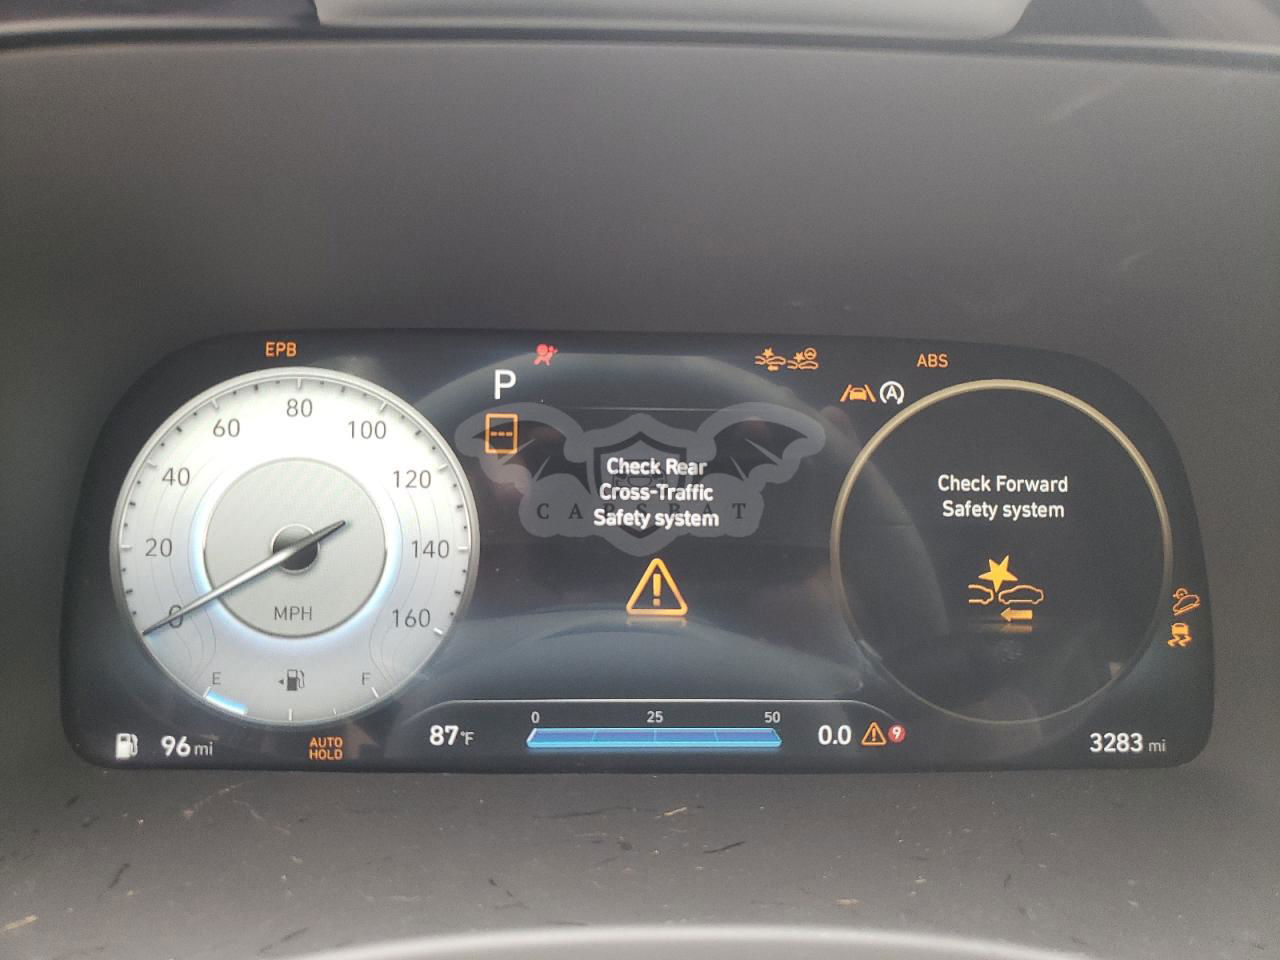 EPB
ABS
P
A
80
60
100
40
120
20
140
0
160
MPH
E
F
---
Check Rear
Cross-Traffic
Safety system
CARSBAT
Check Forward
Safety system
96 mi
AUTO
HOLD
87°F
0
25
50
0.0
9
3283 mi